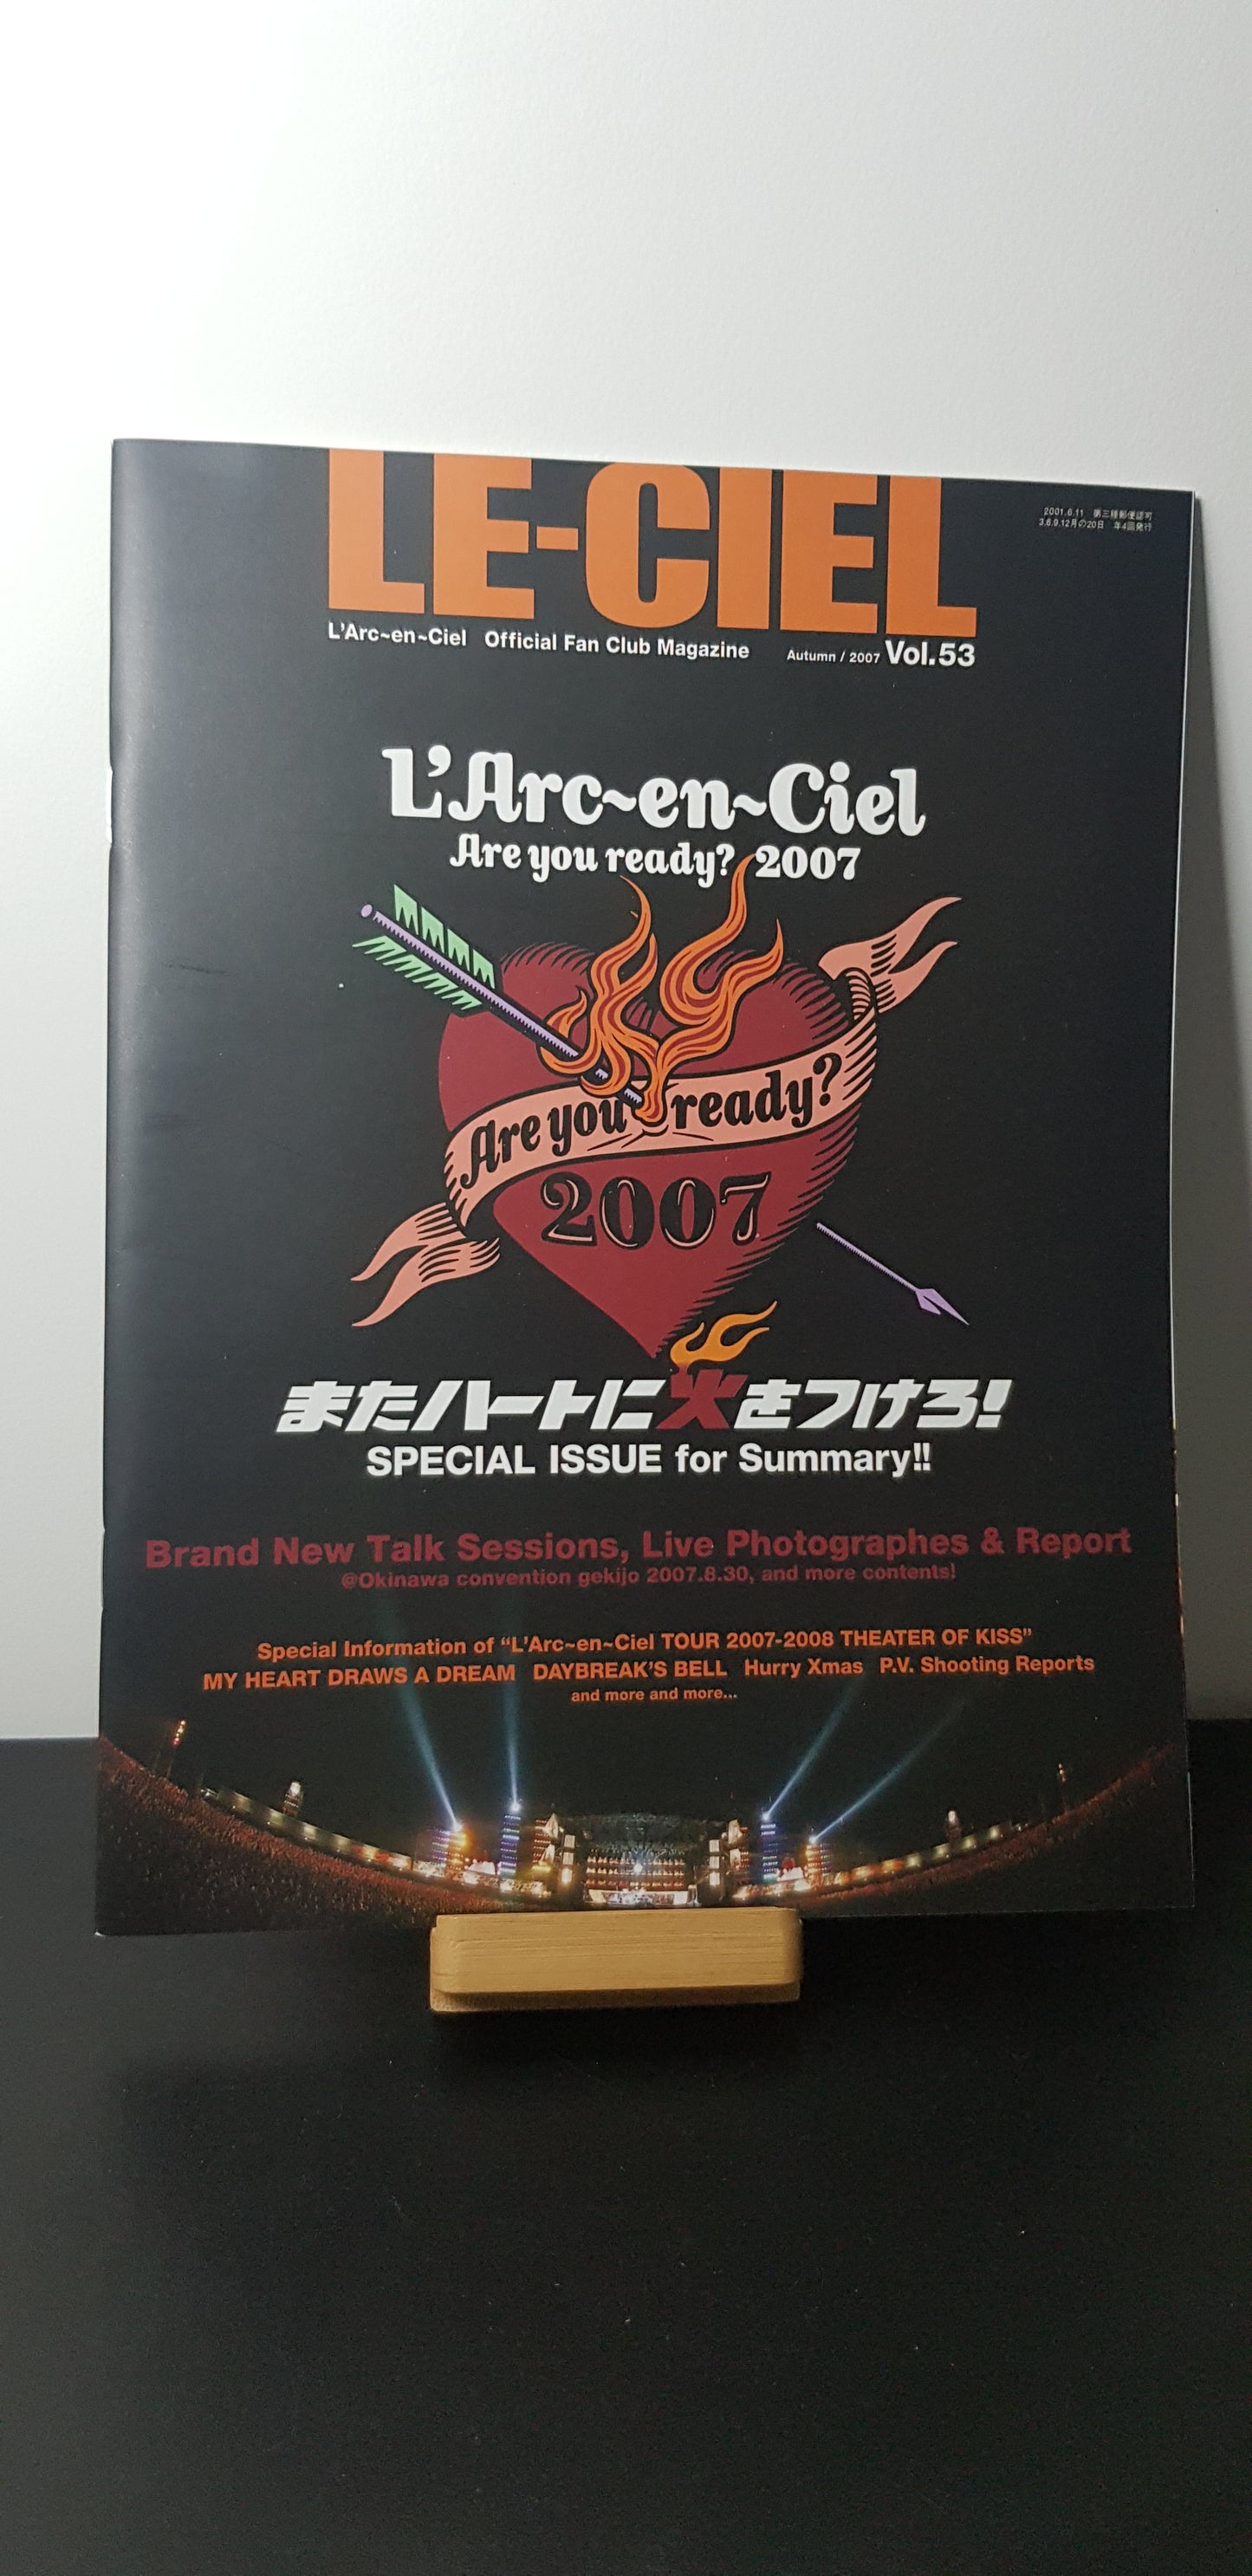 LE-CIEL
2001.6.11 第三種郵便認可
3.6.9.12月の20日 年4回発行
L'Arc~en~Ciel Official Fan Club Magazine Autumn / 2007 Vol.53
L'Arc~en~Ciel
Are you ready? 2007
Are you ready?
2007
またハートに火をつけろ!
SPECIAL ISSUE for Summary!!
Brand New Talk Sessions, Live Photographes & Report
@Okinawa convention gekijo 2007.8.30, and more contents!
Special Information of “L'Arc~en~Ciel TOUR 2007-2008 THEATER OF KISS”
MY HEART DRAWS A DREAM DAYBREAK'S BELL Hurry Xmas P.V. Shooting Reports
and more and more...